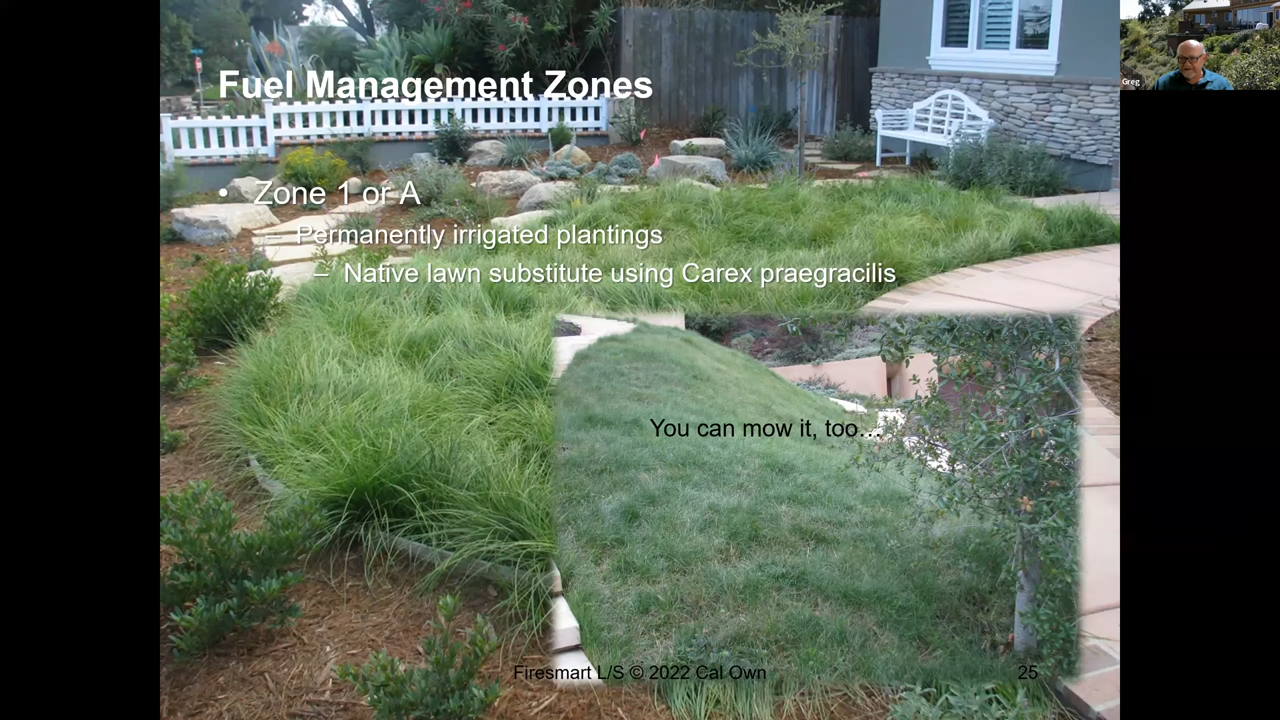 Fuel Management Zones
• Zone 1 or A
– Permanently irrigated plantings
– Native lawn substitute using Carex praegracilis
You can mow it, too…
Firesmart L/S © 2022 Cal Own
25
Greg